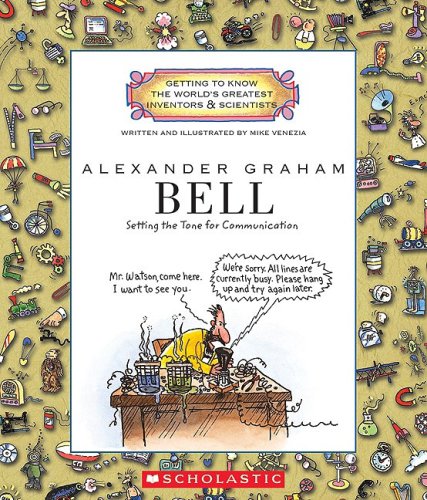 GETTING TO KNOW
THE WORLD'S GREATEST
INVENTORS & SCIENTISTS
WRITTEN AND ILLUSTRATED BY MIKE VENEZIA
ALEXANDER GRAHAM
BELL
Setting the Tone for Communication
Mr. Watson, come here.
I want to see you.
We're sorry. All lines are
currently busy. Please hang
up and try again later.
SCHOLASTIC